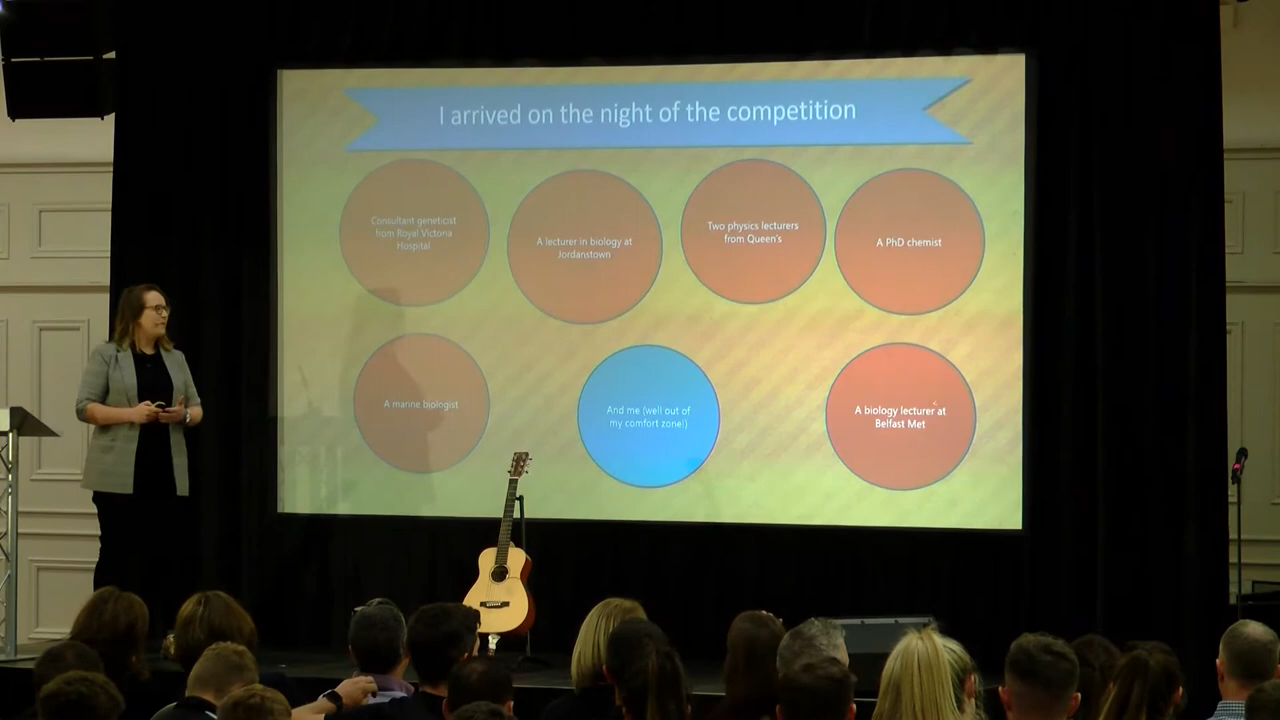 I arrived on the night of the competition
Consultant geneticist
from Royal Victoria
Hospital
A lecturer in biology at
Jordanstown
Two physics lecturers
from Queen's
A PhD chemist
A marine biologist
And me (well out of
my comfort zone!)
A biology lecturer at
Belfast Met